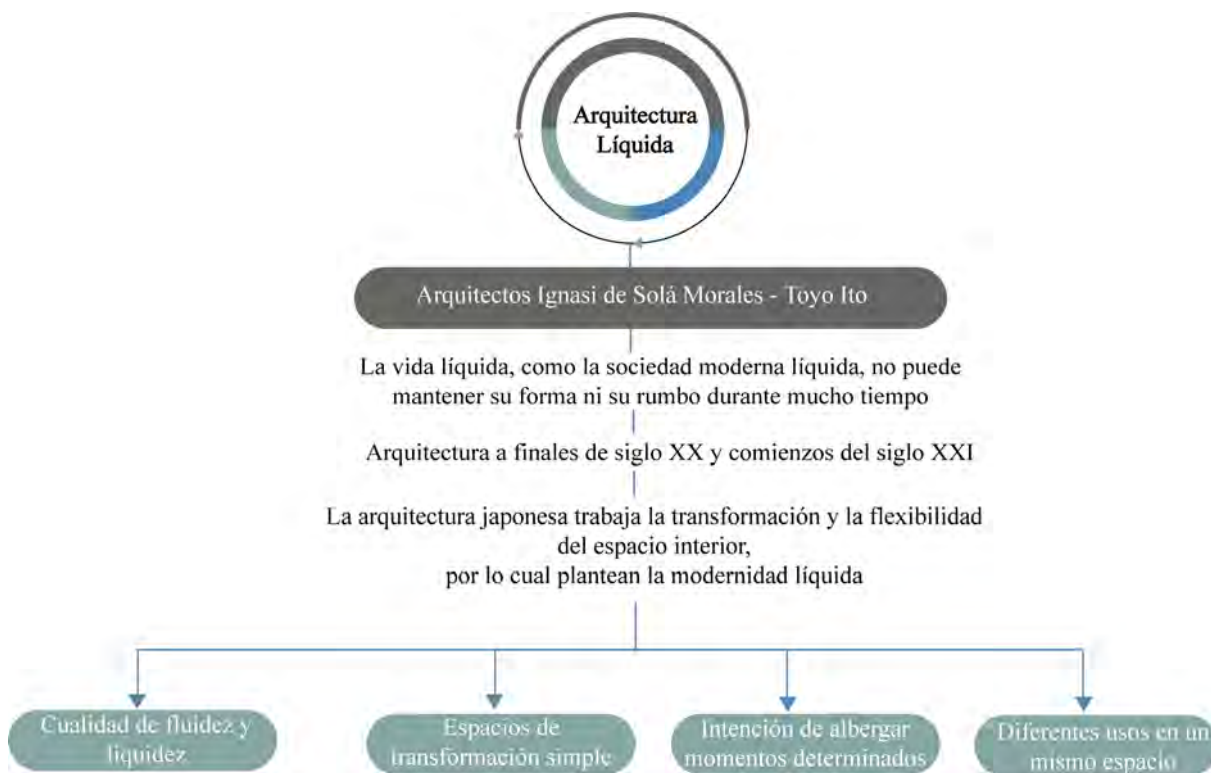 Arquitectura
Líquida
Arquitectos Ignasi de Solá Morales - Toyo Ito
La vida líquida, como la sociedad moderna líquida, no puede
mantener su forma ni su rumbo durante mucho tiempo
Arquitectura a finales de siglo XX y comienzos del siglo XXI
La arquitectura japonesa trabaja la transformación y la flexibilidad
del espacio interior,
por lo cual plantean la modernidad líquida
Cualidad de fluidez y
liquidez
Espacios de
transformación simple
Intención de albergar
momentos determinados
Diferentes usos en un
mismo espacio